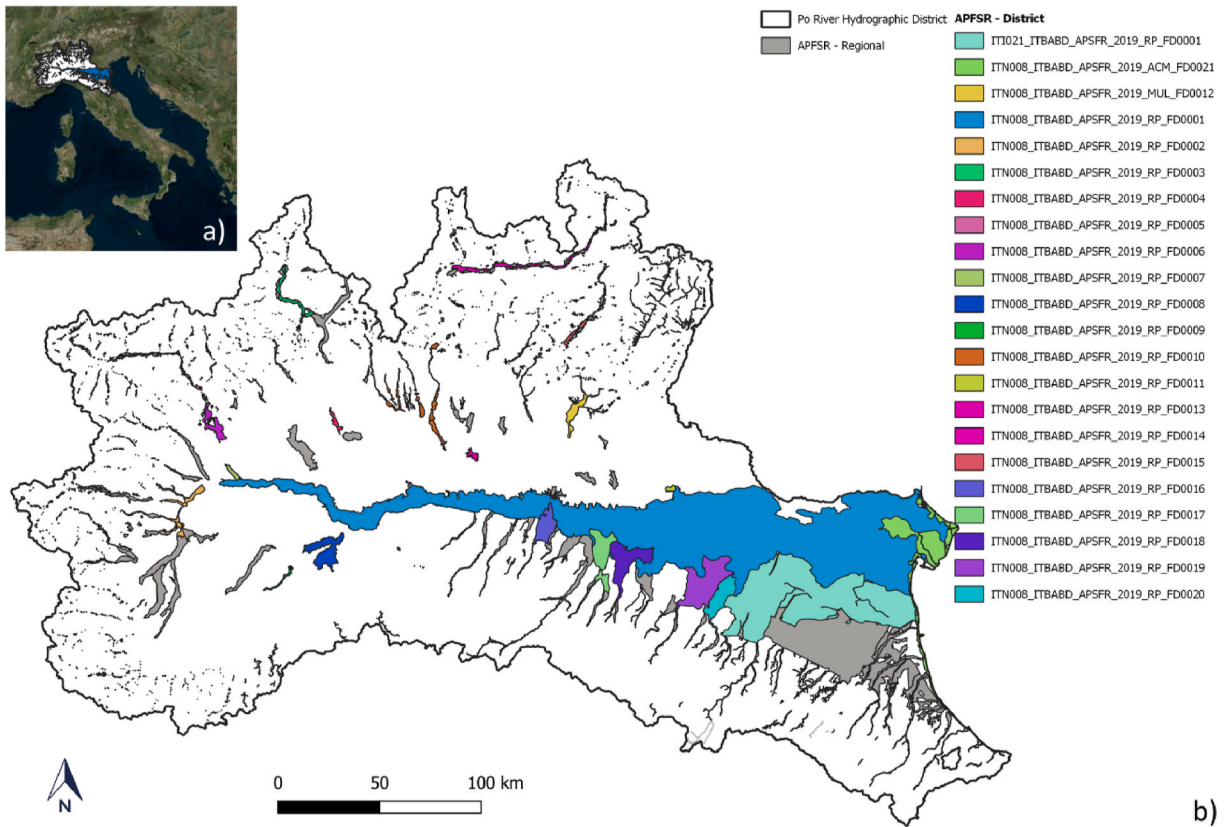 a)
Po River Hydrographic District
APFSR - Regional
APFSR - District
ITI021_ITBABD_APSFR_2019_RP_FD0001
ITN008_ITBABD_APSFR_2019_ACM_FD0021
ITN008_ITBABD_APSFR_2019_MUL_FD0012
ITN008_ITBABD_APSFR_2019_RP_FD0001
ITN008_ITBABD_APSFR_2019_RP_FD0002
ITN008_ITBABD_APSFR_2019_RP_FD0003
ITN008_ITBABD_APSFR_2019_RP_FD0004
ITN008_ITBABD_APSFR_2019_RP_FD0005
ITN008_ITBABD_APSFR_2019_RP_FD0006
ITN008_ITBABD_APSFR_2019_RP_FD0007
ITN008_ITBABD_APSFR_2019_RP_FD0008
ITN008_ITBABD_APSFR_2019_RP_FD0009
ITN008_ITBABD_APSFR_2019_RP_FD0010
ITN008_ITBABD_APSFR_2019_RP_FD0011
ITN008_ITBABD_APSFR_2019_RP_FD0013
ITN008_ITBABD_APSFR_2019_RP_FD0014
ITN008_ITBABD_APSFR_2019_RP_FD0015
ITN008_ITBABD_APSFR_2019_RP_FD0016
ITN008_ITBABD_APSFR_2019_RP_FD0017
ITN008_ITBABD_APSFR_2019_RP_FD0018
ITN008_ITBABD_APSFR_2019_RP_FD0019
ITN008_ITBABD_APSFR_2019_RP_FD0020
N
0 50 100 km
b)